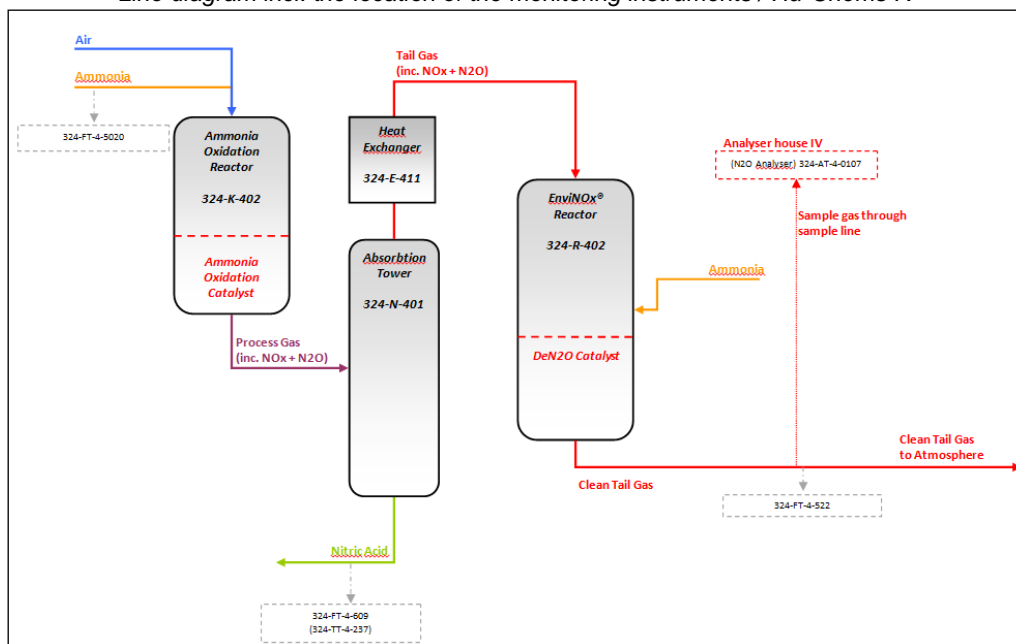 Line diagram incl. the location of the monitoring instruments / Hu-Chems IV
Air
Ammonia
324-FT-4-5020
Ammonia
Oxidation
Reactor
324-K-402
Ammonia
Oxidation
Catalyst
Process Gas
(inc. NOx + N2O)
Tail Gas
(inc. NOx + N2O)
Heat
Exchanger
324-E-411
Absorbtion
Tower
324-N-401
Nitric Acid
324-FT-4-609
(324-TT-4-237)
EnviNOx®
Reactor
324-R-402
Ammonia
DeN2O Catalyst
Analyser house IV
(N2O Analyser) 324-AT-4-0107
Sample gas through
sample line
Clean Tail Gas
to Atmosphere
Clean Tail Gas
324-FT-4-522